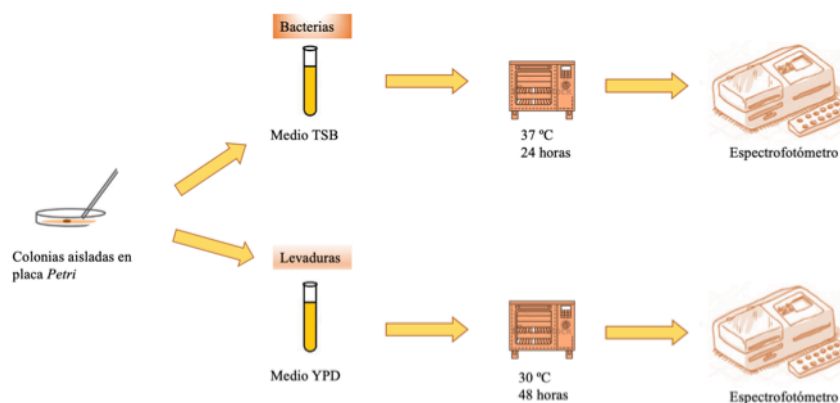 Bacterias
Medio TSB
37 ºC
24 horas
Espectrofotómetro
Colonias aisladas en
placa Petri
Levaduras
Medio YPD
30 ºC
48 horas
Espectrofotómetro